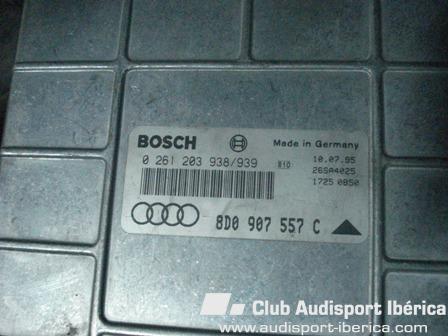 BOSCH
Made in Germany
0 261 203 938/939
810
10.07.95
26SA4025
1725 0850
8D0 907 557 C
Club Audisport Ibérica
www.audisport-iberica.com